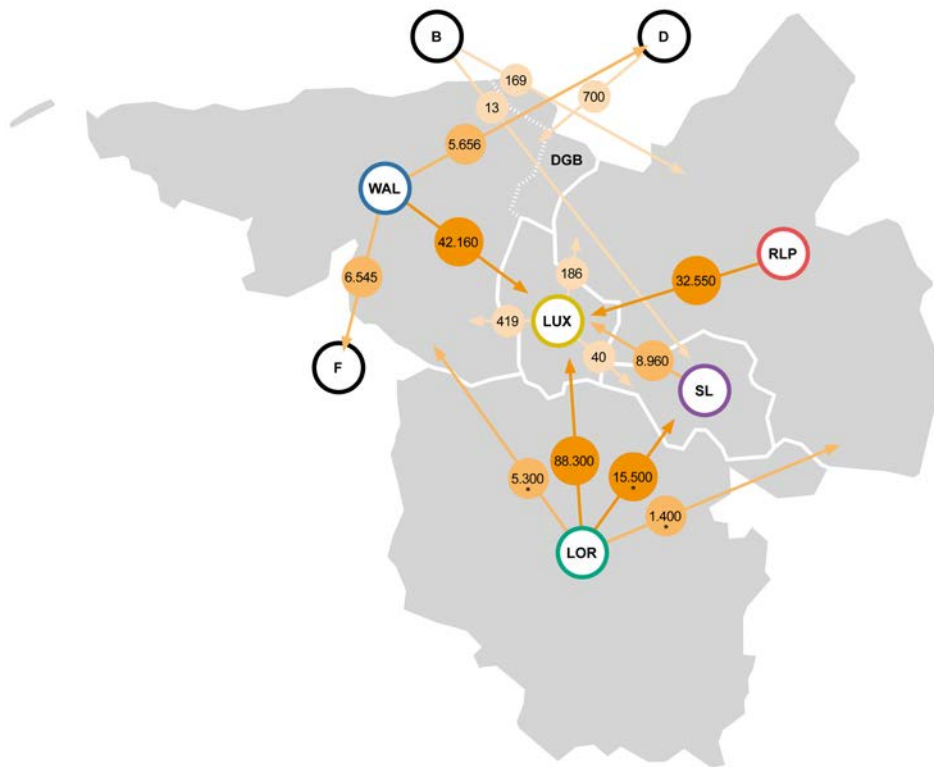 B
D
169
13
700
5.656
DGB
WAL
42.160
RLP
6.545
186
32.550
419
LUX
40
8.960
F
SL
88.300
5.300
*
15.500
*
1.400
*
LOR